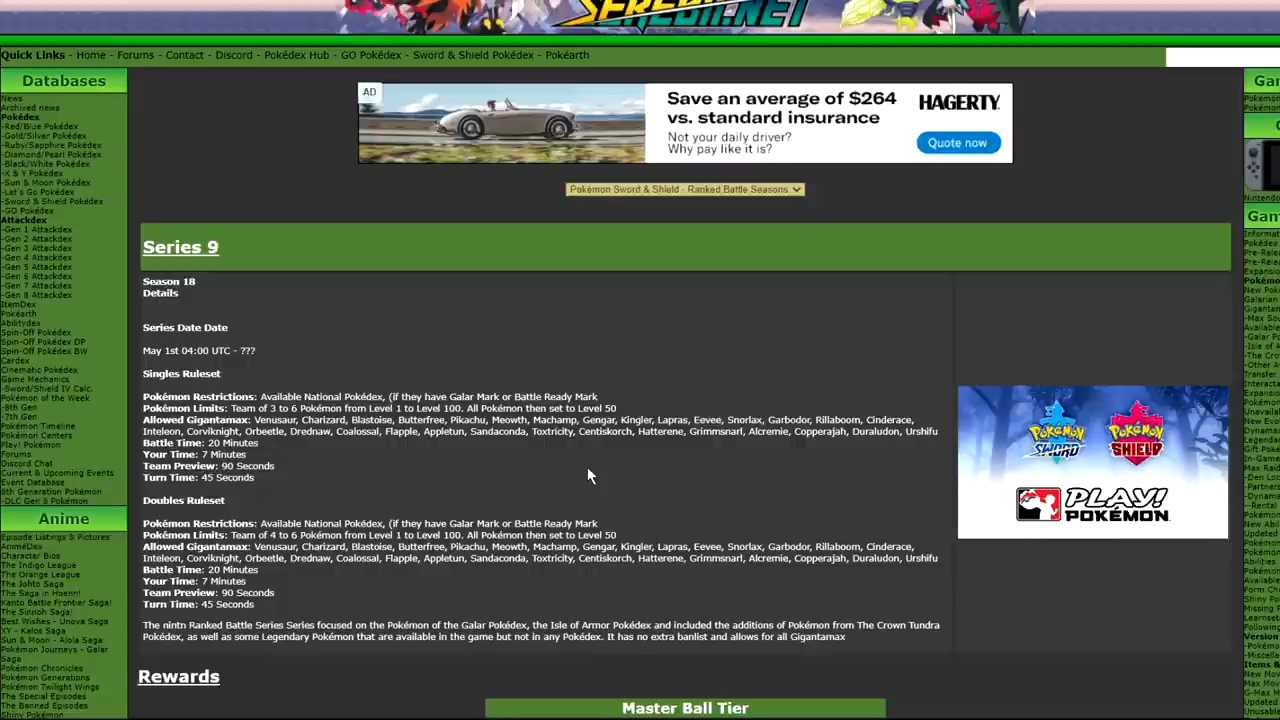 SEREBII.NET
Quick Links - Home - Forums - Contact - Discord - Pokédex Hub - GO Pokédex - Sword & Shield Pokédex - Pokéarth
Databases
News
Archived news
Pokédex
-Red/Blue Pokédex
-Gold/Silver Pokédex
-Ruby/Sapphire Pokédex
-Diamond/Pearl Pokédex
-Black/White Pokédex
-X & Y Pokédex
-Sun & Moon Pokédex
-Let's Go Pokédex
-Sword & Shield Pokédex
-GO Pokédex
Attackdex
-Gen 1 Attackdex
-Gen 2 Attackdex
-Gen 3 Attackdex
-Gen 4 Attackdex
-Gen 5 Attackdex
-Gen 6 Attackdex
-Gen 7 Attackdex
-Gen 8 Attackdex
ItemDex
Pokéarth
Abilitydex
Spin-Off Pokédex
Spin-Off Pokédex DP
Spin-Off Pokédex BW
Cardex
Cinematic Pokédex
Game Mechanics
-Sword/Shield IV Calc.
Pokémon of the Week
-8th Gen
-7th Gen
Pokémon Timeline
Pokémon Centers
Play! Pokémon
Forums
Discord Chat
Current & Upcoming Events
Event Database
8th Generation Pokémon
-DLC Gen 8 Pokémon
Anime
Episode Listings & Pictures
AnimeDex
Character Bios
The Indigo League
The Orange League
The Johto Saga
The Saga in Hoenn!
Kanto Battle Frontier Saga!
The Sinnoh Saga!
Best Wishes - Unova Saga
XY - Kalos Saga
Sun & Moon - Alola Saga
Pokémon Journeys - Galar
Saga
Pokémon Chronicles
Pokémon Generations
Pokémon Twilight Wings
The Special Episodes
The Banned Episodes
Shiny Pokémon
AD
Save an average of $264
vs. standard insurance
Not your daily driver?
Why pay like it is?
HAGERTY
Quote now
Pokémon Sword & Shield - Ranked Battle Seasons
Series 9
Season 18
Details
Series Date Date
May 1st 04:00 UTC - ???
Singles Ruleset
Pokémon Restrictions: Available National Pokédex, (if they have Galar Mark or Battle Ready Mark
Pokémon Limits: Team of 3 to 6 Pokémon from Level 1 to Level 100. All Pokémon then set to Level 50
Allowed Gigantamax: Venusaur, Charizard, Blastoise, Butterfree, Pikachu, Meowth, Machamp, Gengar, Kingler, Lapras, Eevee, Snorlax, Garbodor, Rillaboom, Cinderace,
Inteleon, Corviknight, Orbeetle, Drednaw, Coalossal, Flapple, Appletun, Sandaconda, Toxtricity, Centiskorch, Hatterene, Grimmsnarl, Alcremie, Copperajah, Duraludon, Urshifu
Battle Time: 20 Minutes
Your Time: 7 Minutes
Team Preview: 90 Seconds
Turn Time: 45 Seconds
Doubles Ruleset
Pokémon Restrictions: Available National Pokédex, (if they have Galar Mark or Battle Ready Mark
Pokémon Limits: Team of 4 to 6 Pokémon from Level 1 to Level 100. All Pokémon then set to Level 50
Allowed Gigantamax: Venusaur, Charizard, Blastoise, Butterfree, Pikachu, Meowth, Machamp, Gengar, Kingler, Lapras, Eevee, Snorlax, Garbodor, Rillaboom, Cinderace,
Inteleon, Corviknight, Orbeetle, Drednaw, Coalossal, Flapple, Appletun, Sandaconda, Toxtricity, Centiskorch, Hatterene, Grimmsnarl, Alcremie, Copperajah, Duraludon, Urshifu
Battle Time: 20 Minutes
Your Time: 7 Minutes
Team Preview: 90 Seconds
Turn Time: 45 Seconds
The ninth Ranked Battle Series Series focused on the Pokémon of the Galar Pokédex, the Isle of Armor Pokédex and included the additions of Pokémon from The Crown Tundra
Pokédex, as well as some Legendary Pokémon that are available in the game but not in any Pokédex. It has no extra banlist and allows for all Gigantamax
Rewards
Master Ball Tier
Pokémon SWORD
Pokémon SHIELD
PLAY!
POKÉMON